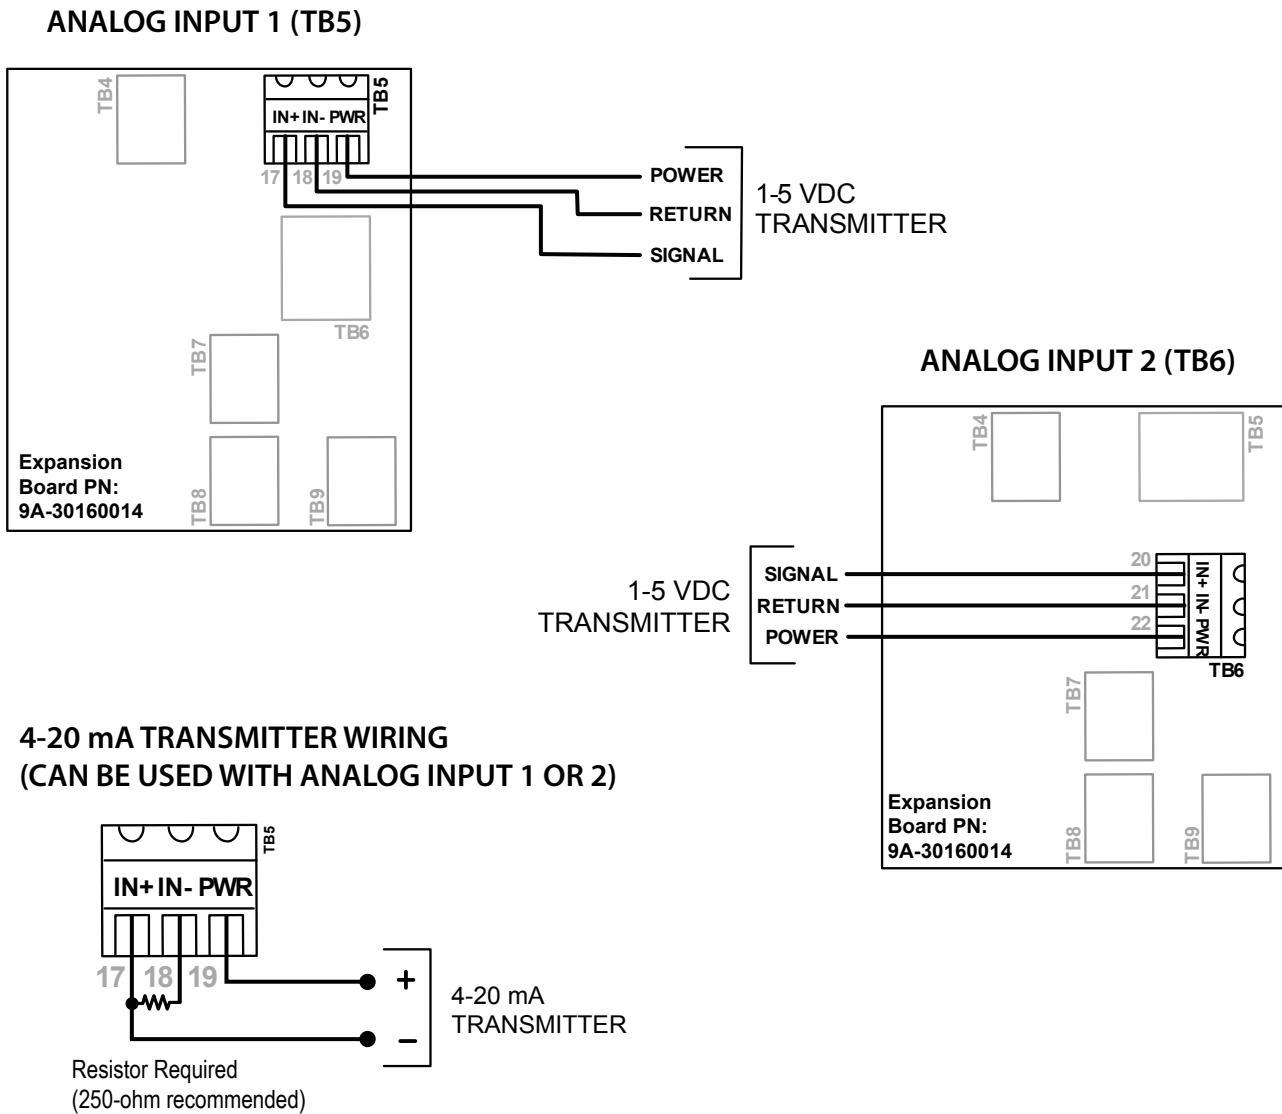 ANALOG INPUT 1 (TB5)
TB4
TB5
IN+ IN- PWR
17 18 19
POWER
RETURN
SIGNAL
1-5 VDC
TRANSMITTER
TB6
TB7
TB8
TB9
Expansion
Board PN:
9A-30160014
ANALOG INPUT 2 (TB6)
TB4
TB5
1-5 VDC
TRANSMITTER
SIGNAL
RETURN
POWER
20
21
22
IN+ IN- PWR
TB6
TB7
TB8
TB9
Expansion
Board PN:
9A-30160014
4-20 mA TRANSMITTER WIRING
(CAN BE USED WITH ANALOG INPUT 1 OR 2)
TB5
IN+ IN- PWR
17 18 19
+
–
4-20 mA
TRANSMITTER
Resistor Required
(250-ohm recommended)